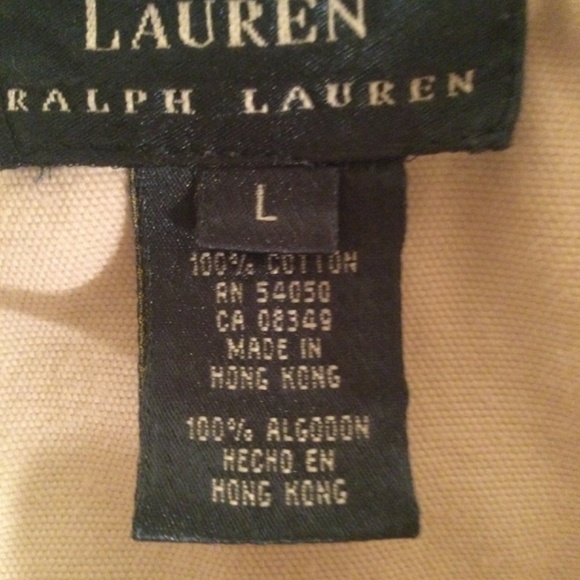 LAUREN
RALPH LAUREN
L
100% COTTON
RN 54050
CA 08349
MADE IN
HONG KONG
100% ALGODON
HECHO EN
HONG KONG